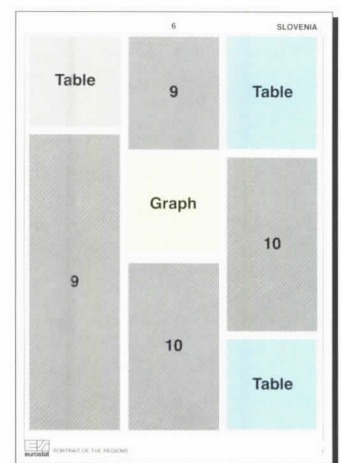 6
SLOVENIA
Table
9
Table
Graph
9
10
10
Table
eurostat
PORTRAIT OF THE REGIONS